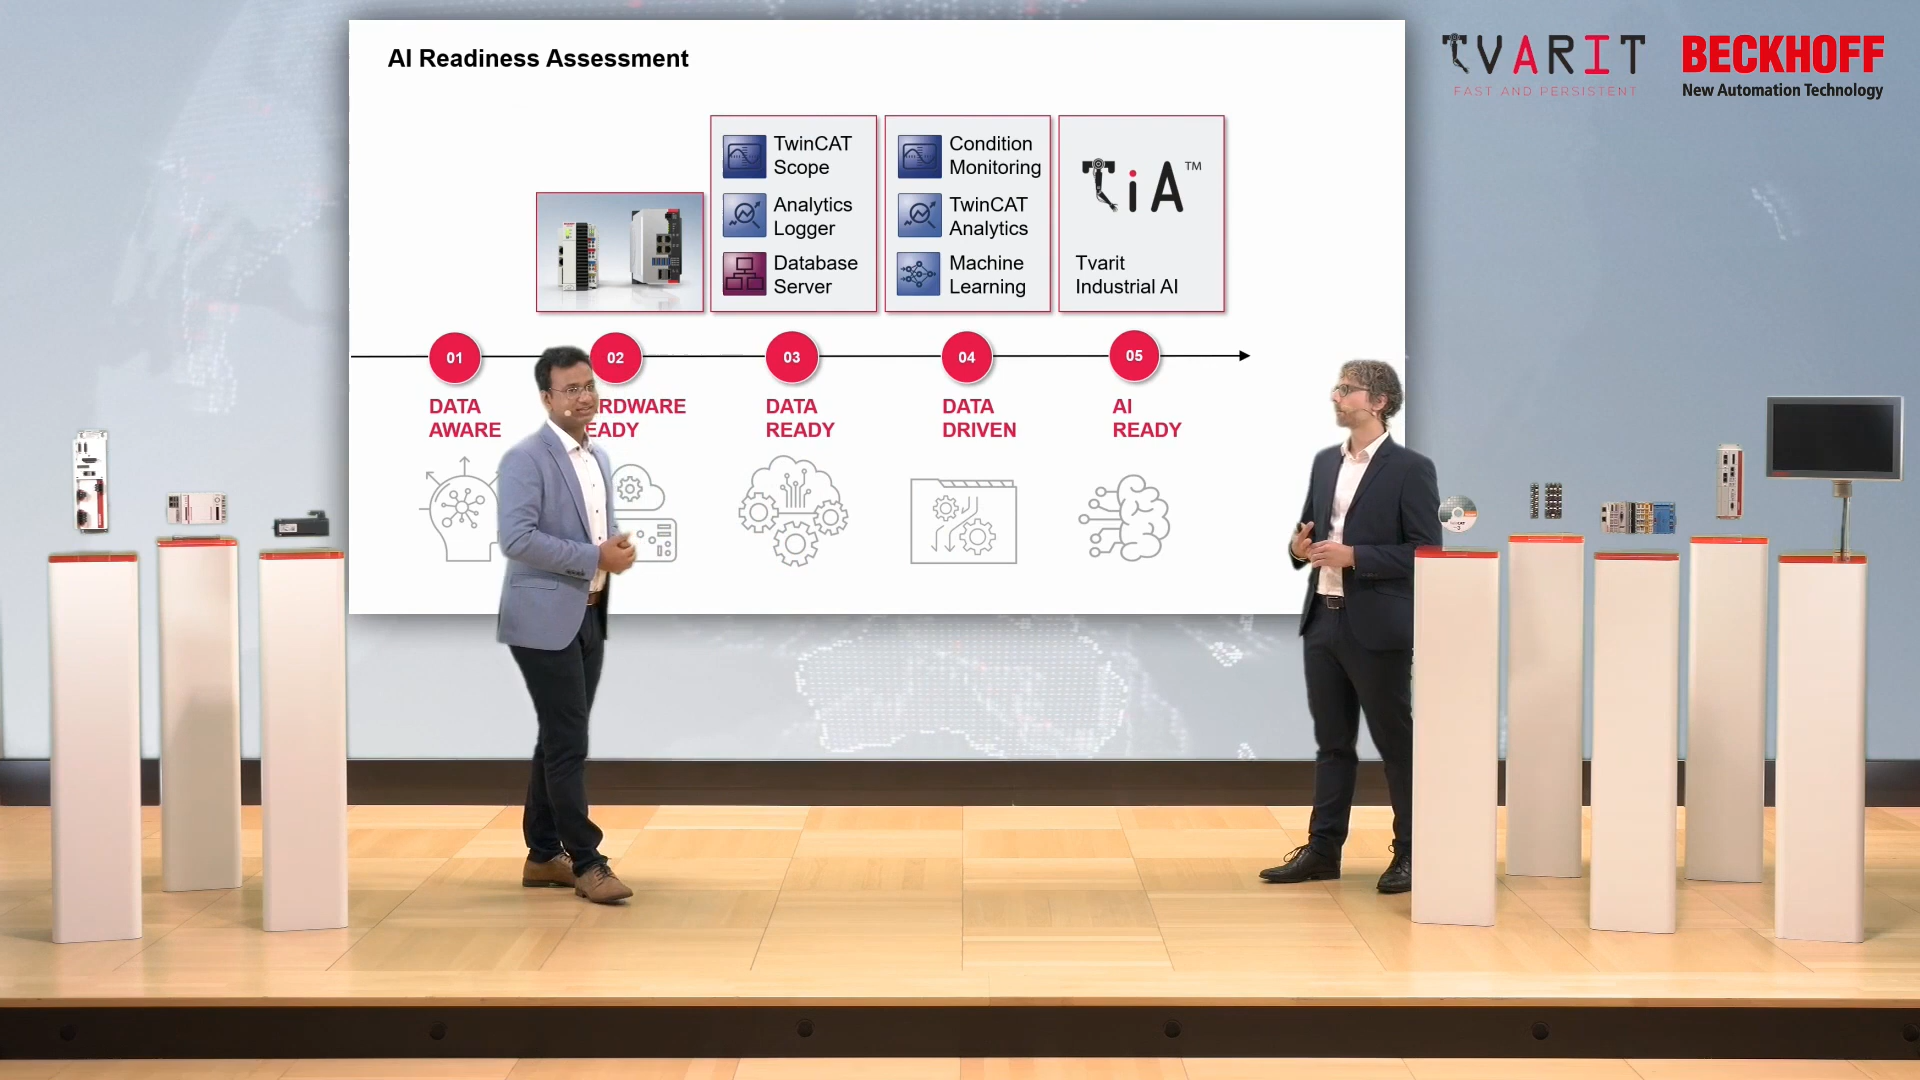 AI Readiness Assessment
TVARIT
FAST AND PERSISTENT
BECKHOFF
New Automation Technology
TwinCAT
Scope
Analytics
Logger
Database
Server
Condition
Monitoring
TwinCAT
Analytics
Machine
Learning
TiA™
Tvarit
Industrial AI
01
02
03
04
05
DATA
AWARE
RDWARE
EADY
DATA
READY
DATA
DRIVEN
AI
READY